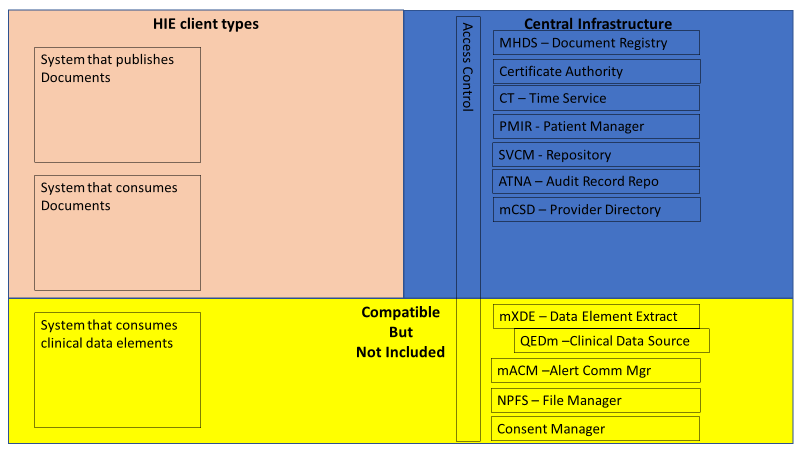 HIE client types
System that publishes
Documents
System that consumes
Documents
Central Infrastructure
Access Control
MHDS – Document Registry
Certificate Authority
CT – Time Service
PMIR - Patient Manager
SVCM - Repository
ATNA – Audit Record Repo
mCSD – Provider Directory
System that consumes
clinical data elements
Compatible
But
Not Included
mXDE – Data Element Extract
QEDm –Clinical Data Source
mACM –Alert Comm Mgr
NPFS – File Manager
Consent Manager